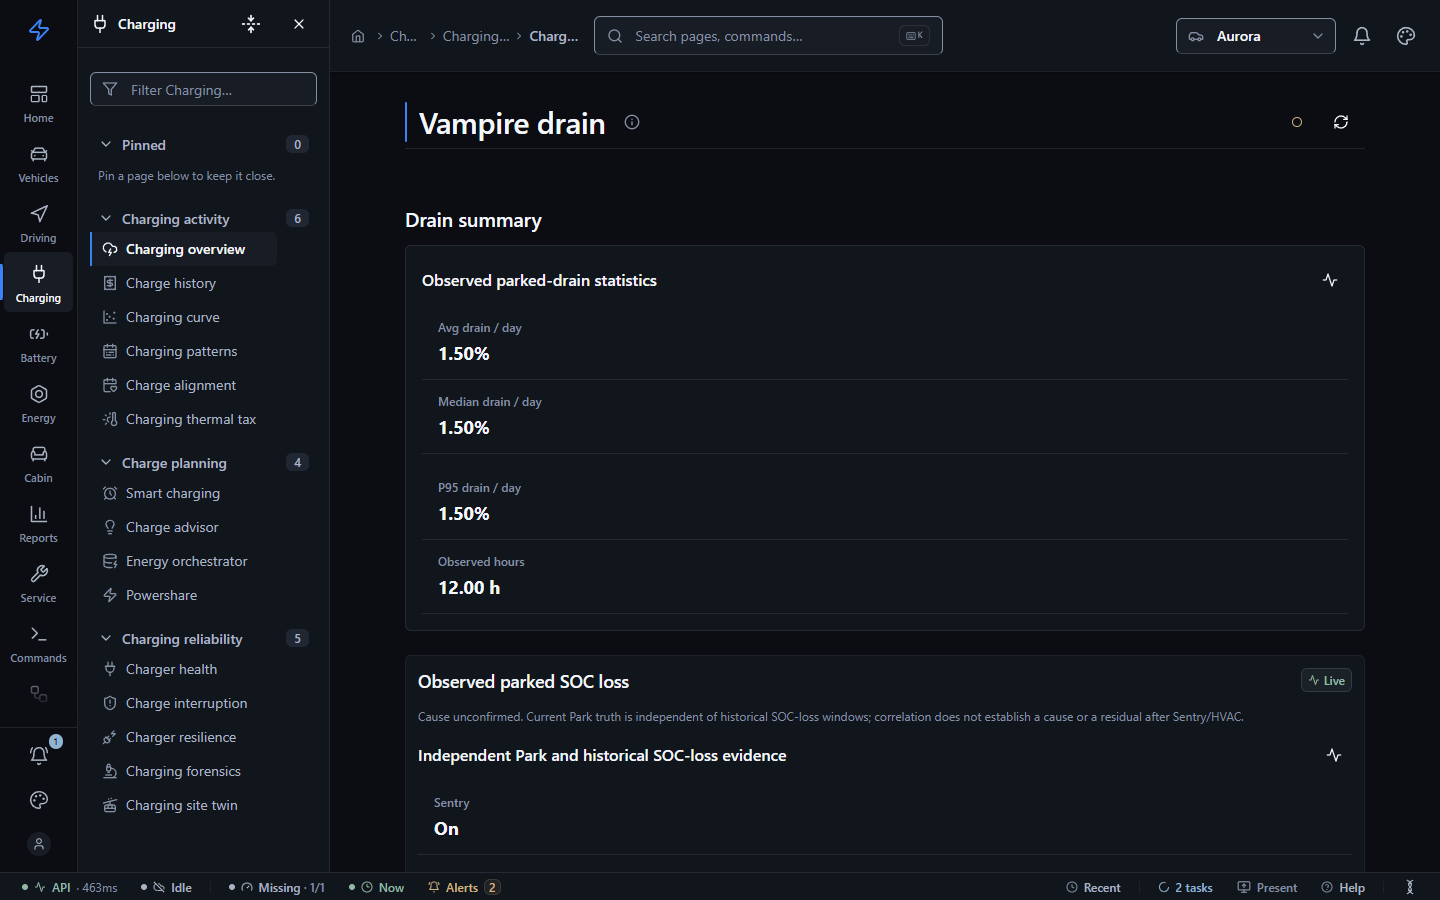 Charging
Ch...
Charging...
Charg...
Search pages, commands...
K
Aurora
Home
Vehicles
Driving
Charging
Battery
Energy
Cabin
Reports
Service
Commands
1
Filter Charging...
Pinned
0
Pin a page below to keep it close.
Charging activity
6
Charging overview
Charge history
Charging curve
Charging patterns
Charge alignment
Charging thermal tax
Charge planning
4
Smart charging
Charge advisor
Energy orchestrator
Powershare
Charging reliability
5
Charger health
Charge interruption
Charger resilience
Charging forensics
Charging site twin
Vampire drain
Drain summary
Observed parked-drain statistics
Avg drain / day
1.50%
Median drain / day
1.50%
P95 drain / day
1.50%
Observed hours
12.00 h
Observed parked SOC loss
Live
Cause unconfirmed. Current Park truth is independent of historical SOC-loss windows; correlation does not establish a cause or a residual after Sentry/HVAC.
Independent Park and historical SOC-loss evidence
Sentry
On
API · 463ms
Idle
Missing · 1/1
Now
Alerts 2
Recent
2 tasks
Present
Help